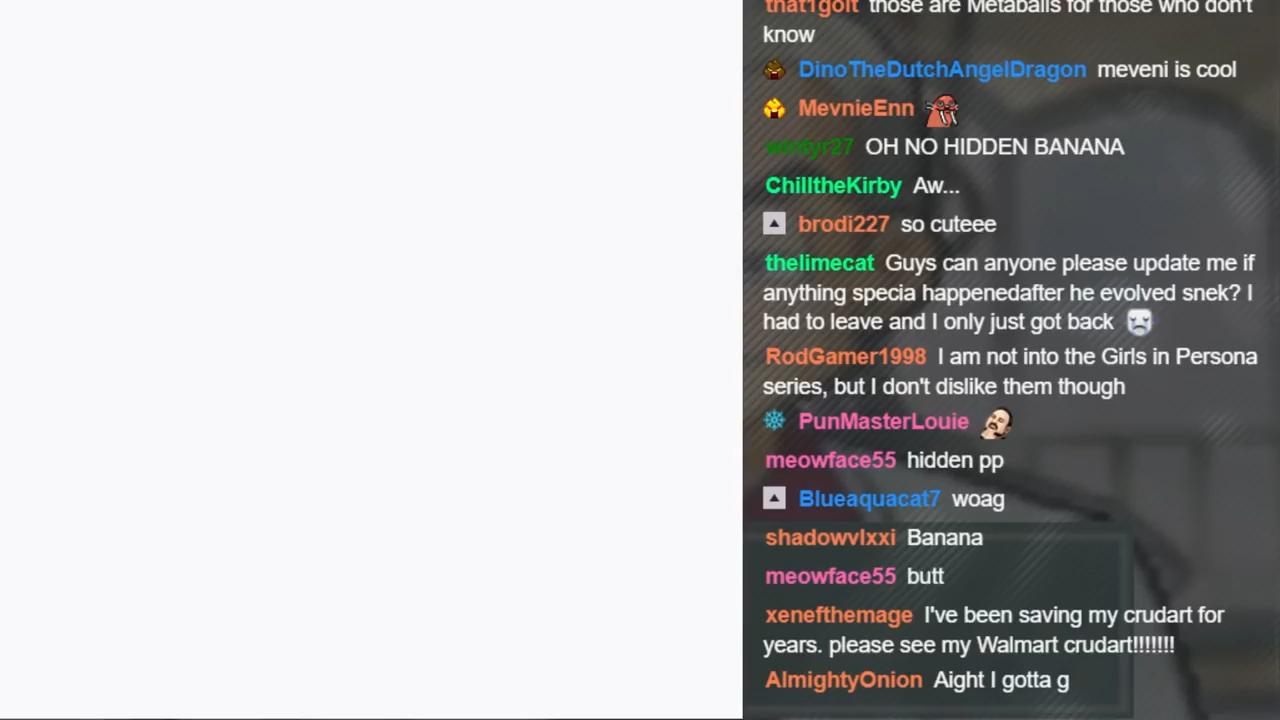 that1goit those are Metaballs for those who don't
know
DinoTheDutchAngelDragon meveni is cool
MevnieEnn
winfyr27 OH NO HIDDEN BANANA
ChilltheKirby Aw...
brodi227 so cuteee
thelimecat Guys can anyone please update me if
anything specia happenedafter he evolved snek? I
had to leave and I only just got back
RodGamer1998 I am not into the Girls in Persona
series, but I don't dislike them though
PunMasterLouie
meowface55 hidden pp
Blueaquacat7 woag
shadowvlxxi Banana
meowface55 butt
xenefthemage I've been saving my crudart for
years. please see my Walmart crudart!!!!!!!
AlmightyOnion Aight I gotta g